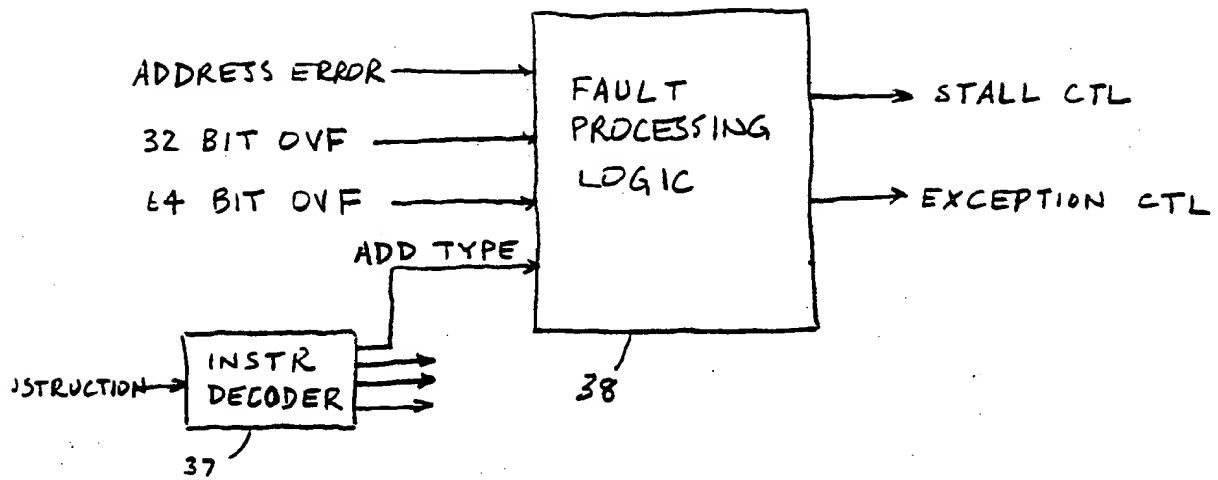 ADDRESS ERROR
32 BIT OVF
64 BIT OVF
ADD TYPE
FAULT
PROCESSING
LOGIC
STALL CTL
EXCEPTION CTL
38
INSTR
DECODER
37